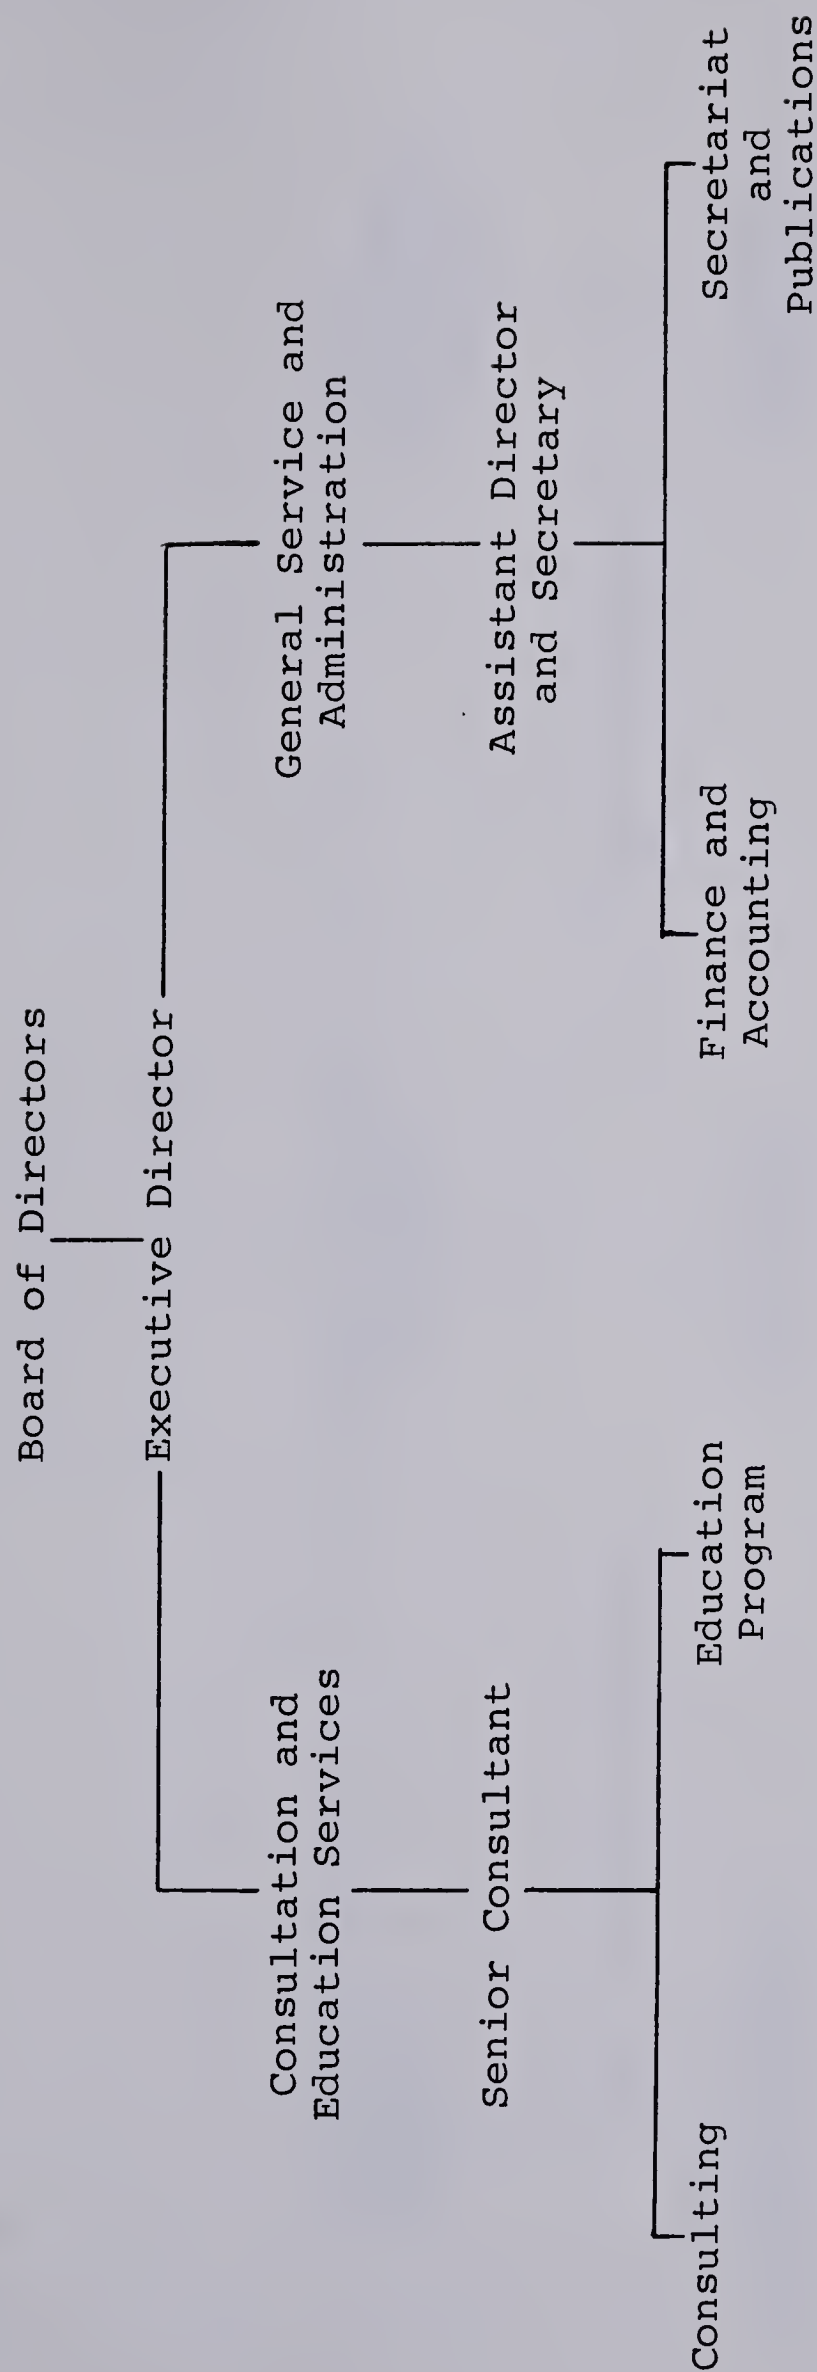 Board of Directors
Executive Director
Consultation and
Education Services
General Service and
Administration
Senior Consultant
Assistant Director
and Secretary
Consulting
Education
Program
Finance and
Accounting
Secretariat
and
Publications